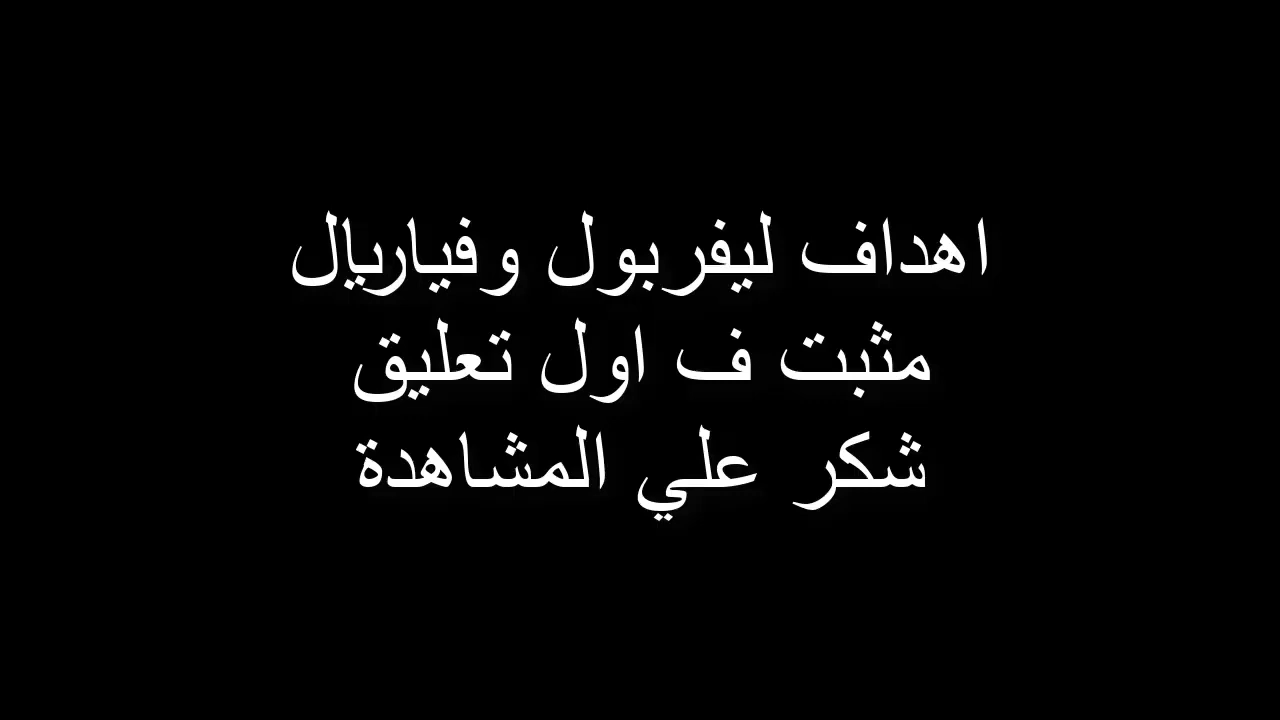 اهداف ليفربول وفياريال
مثبت ف اول تعليق
شكر علي المشاهدة